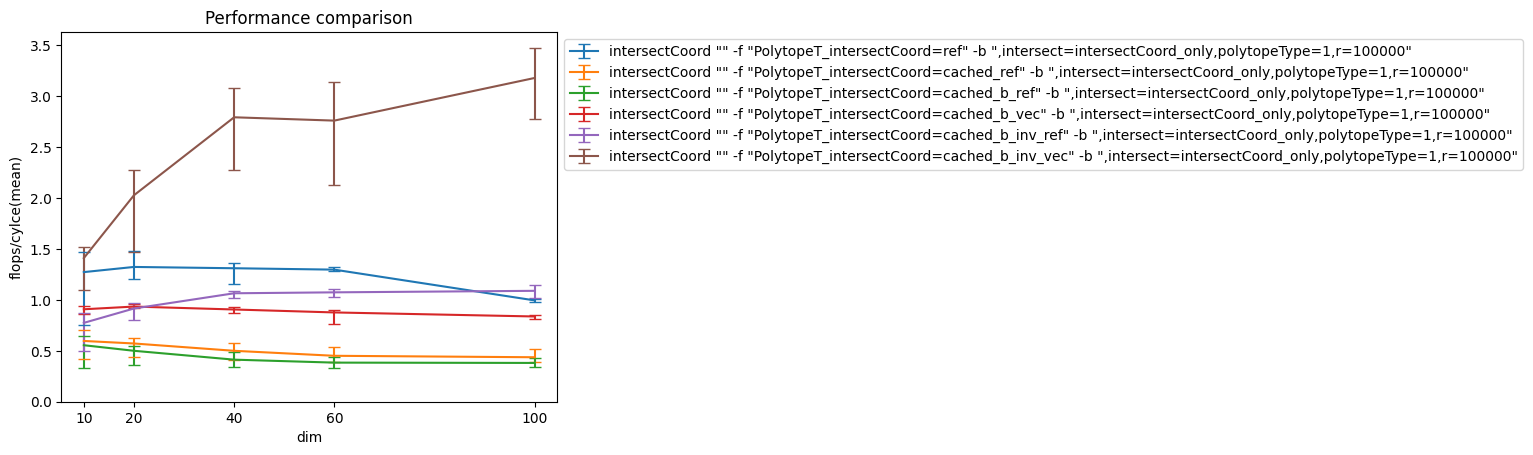 Performance comparison
flops/cylce(mean)
3.5
3.0
2.5
2.0
1.5
1.0
0.5
0.0
10 20 40 60 100
dim
intersectCoord "" -f "PolytopeT_intersectCoord=ref" -b ",intersect=intersectCoord_only,polytopeType=1,r=100000"
intersectCoord "" -f "PolytopeT_intersectCoord=cached_ref" -b ",intersect=intersectCoord_only,polytopeType=1,r=100000"
intersectCoord "" -f "PolytopeT_intersectCoord=cached_b_ref" -b ",intersect=intersectCoord_only,polytopeType=1,r=100000"
intersectCoord "" -f "PolytopeT_intersectCoord=cached_b_vec" -b ",intersect=intersectCoord_only,polytopeType=1,r=100000"
intersectCoord "" -f "PolytopeT_intersectCoord=cached_b_inv_ref" -b ",intersect=intersectCoord_only,polytopeType=1,r=100000"
intersectCoord "" -f "PolytopeT_intersectCoord=cached_b_inv_vec" -b ",intersect=intersectCoord_only,polytopeType=1,r=100000"